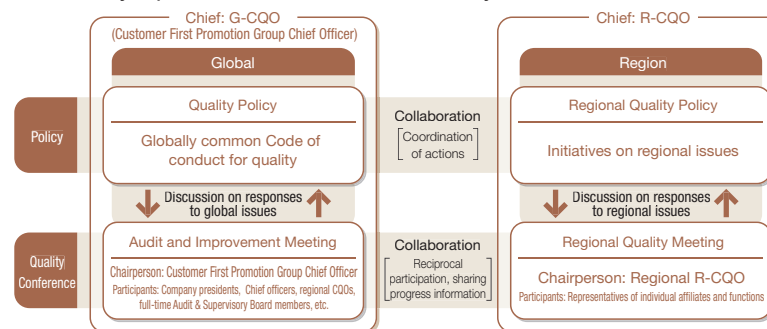 Chief: G-CQO
(Customer First Promotion Group Chief Officer)
Global
Chief: R-CQO
Region
Policy
Quality Policy
Globally common Code of
conduct for quality
Collaboration
Coordination
of actions
Regional Quality Policy
Initiatives on regional issues
Discussion on responses
to global issues
Discussion on responses
to regional issues
Quality
Conference
Audit and Improvement Meeting
Chairperson: Customer First Promotion Group Chief Officer
Participants: Company presidents, Chief officers, regional CQOs,
full-time Audit & Supervisory Board members, etc.
Collaboration
Reciprocal
participation, sharing
progress information
Regional Quality Meeting
Chairperson: Regional R-CQO
Participants: Representatives of individual affiliates and functions